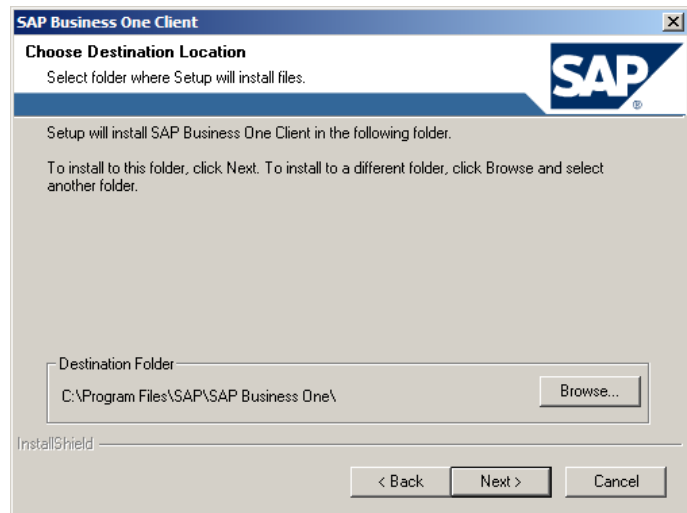 SAP Business One Client
Choose Destination Location
Select folder where Setup will install files.
SAP
®
Setup will install SAP Business One Client in the following folder.
To install to this folder, click Next. To install to a different folder, click Browse and select
another folder.
Destination Folder
C:\Program Files\SAP\SAP Business One\
Browse...
InstallShield
< Back
Next >
Cancel